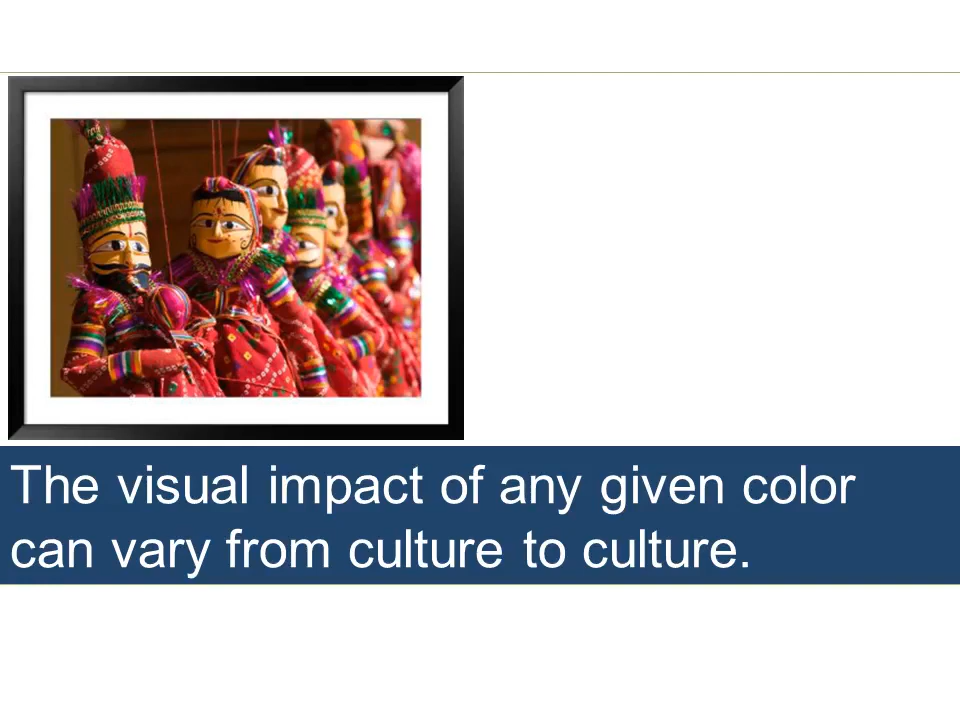 The visual impact of any given color
can vary from culture to culture.